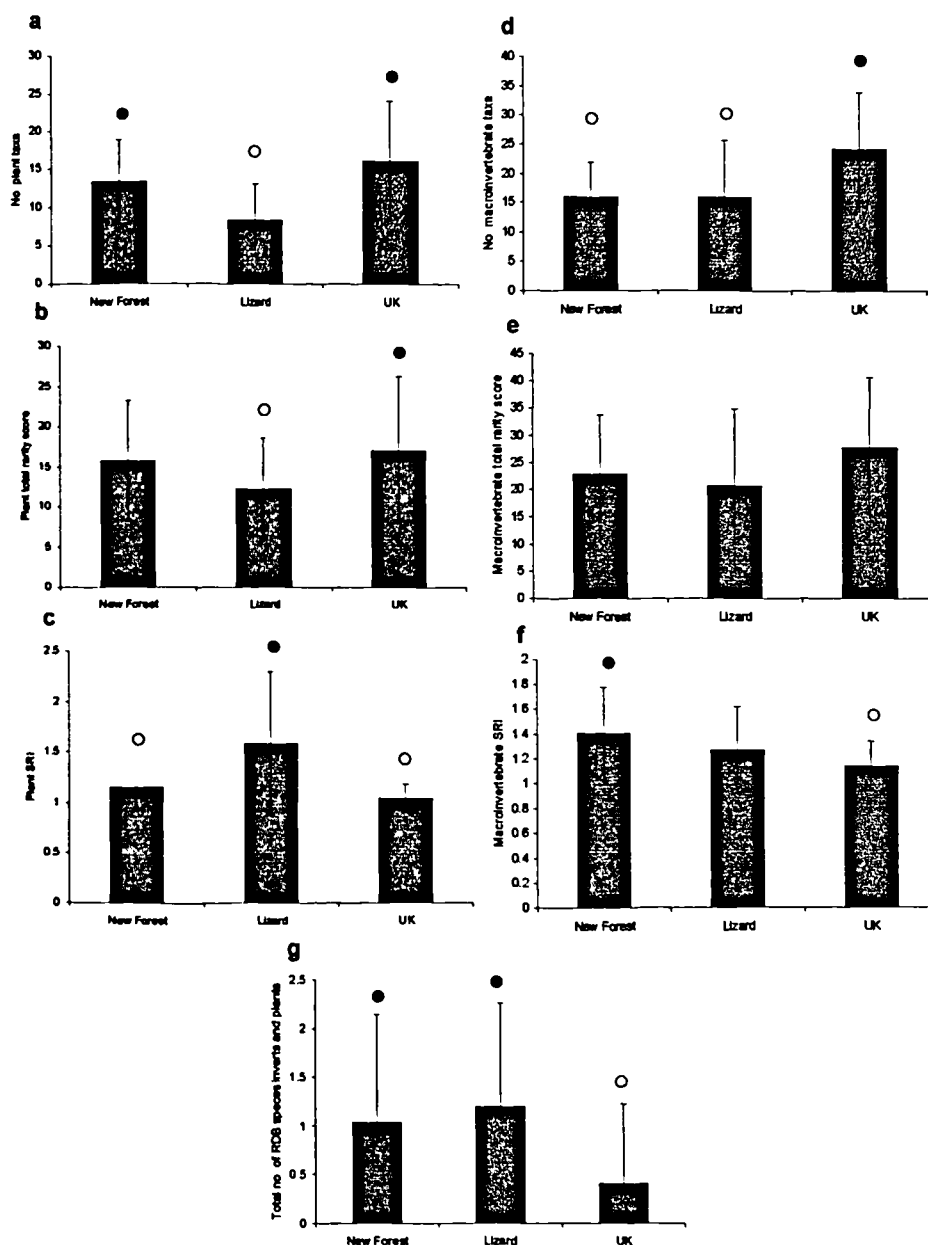 a
No plant taxa
30
25
20
15
10
5
0
New Forest
Lizard
UK
b
Plant total rarity score
30
25
20
15
10
5
0
New Forest
Lizard
UK
c
Plant SRI
2.5
2
1.5
1
0.5
0
New Forest
Lizard
UK
d
No macroinvertebrate taxa
40
35
30
25
20
15
10
5
0
New Forest
Lizard
UK
e
Macroinvertebrate total rarity score
45
40
35
30
25
20
15
10
5
0
New Forest
Lizard
UK
f
Macroinvertebrate SRI
2
1.8
1.6
1.4
1.2
1
0.8
0.6
0.4
0.2
0
New Forest
Lizard
UK
g
Total no of RDB species inverts and plants
2.5
2
1.5
1
0.5
0
New Forest
Lizard
UK